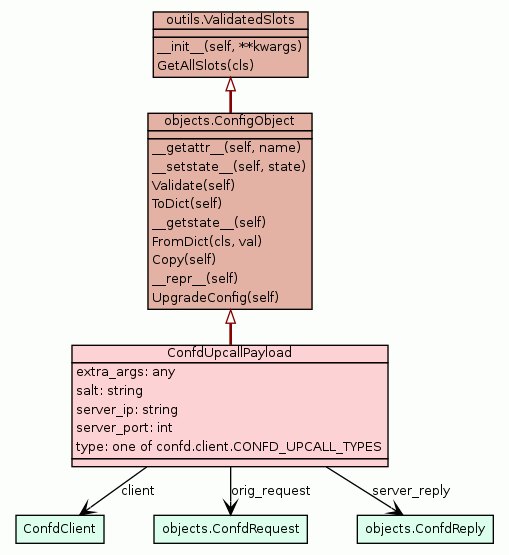 outils.ValidatedSlots
__init__(self, **kwargs)
GetAllSlots(cls)
objects.ConfigObject
__getattr__(self, name)
__setstate__(self, state)
Validate(self)
ToDict(self)
__getstate__(self)
FromDict(cls, val)
Copy(self)
__repr__(self)
UpgradeConfig(self)
ConfdUpcallPayload
extra_args: any
salt: string
server_ip: string
server_port: int
type: one of confd.client.CONFD_UPCALL_TYPES
client
orig_request
server_reply
ConfdClient
objects.ConfdRequest
objects.ConfdReply